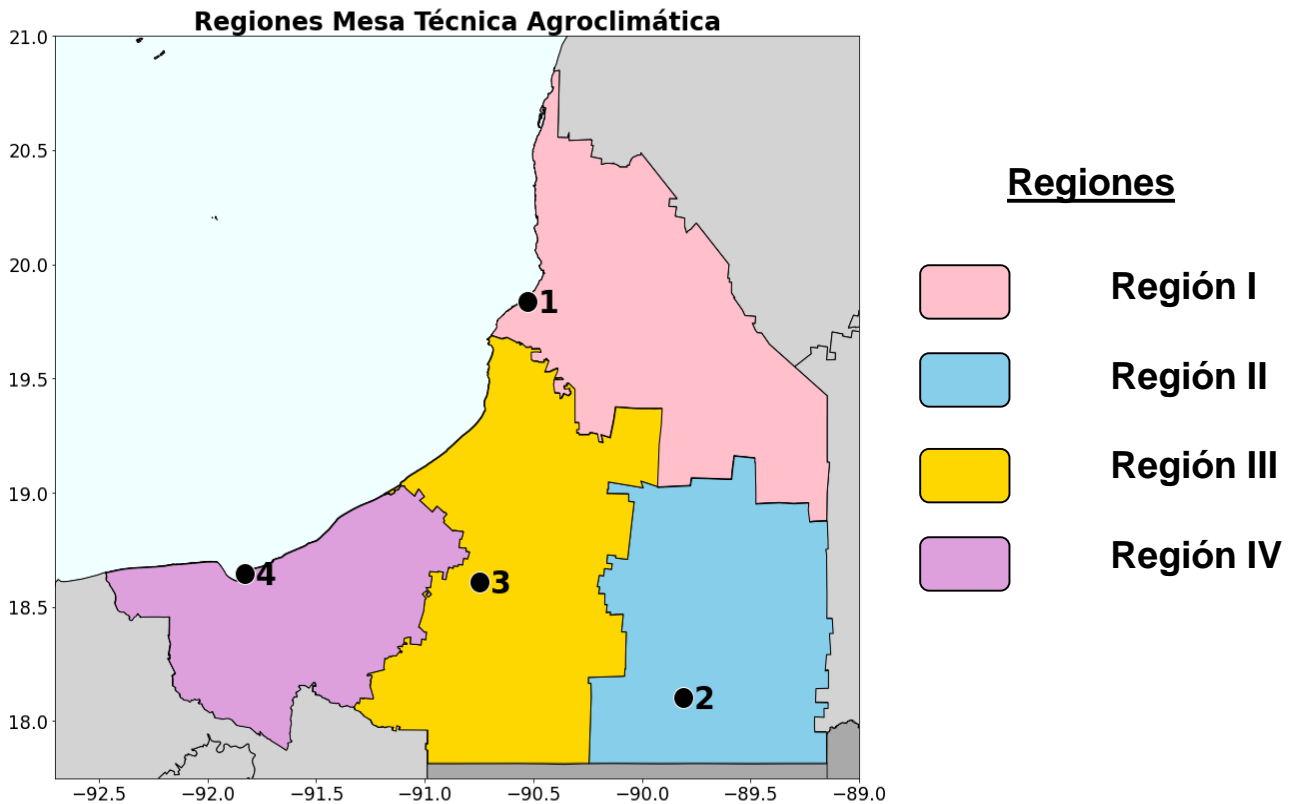 Regiones Mesa Técnica Agroclimática
21.0
20.5
20.0
19.5
19.0
18.5
18.0
1
4
3
2
−92.5 −92.0 −91.5 −91.0 −90.5 −90.0 −89.5 −89.0
Regiones
Región I
Región II
Región III
Región IV